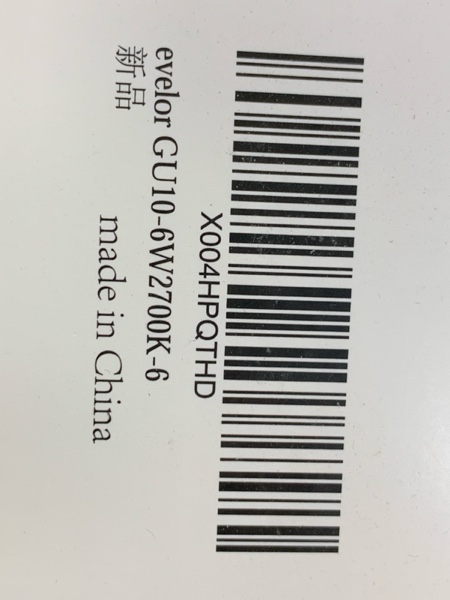 X004HPQTHD
evelor GU10-6W2700K-6
新品
made in China